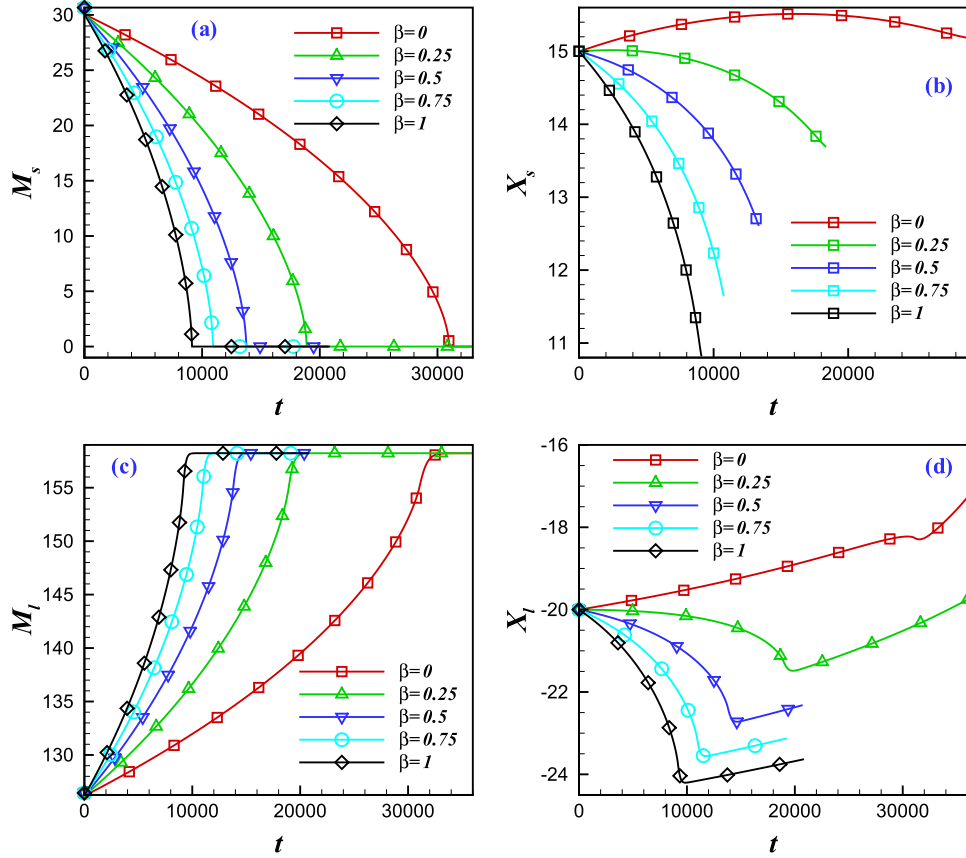 (a)
β=0
β=0.25
β=0.5
β=0.75
β=1
M_s
30
25
20
15
10
5
0
0 10000 20000 30000
t
(b)
β=0
β=0.25
β=0.5
β=0.75
β=1
X_s
15
14
13
12
11
0 10000 20000
t
(c)
β=0
β=0.25
β=0.5
β=0.75
β=1
M_l
155
150
145
140
135
130
0 10000 20000 30000
t
(d)
β=0
β=0.25
β=0.5
β=0.75
β=1
X_l
-16
-18
-20
-22
-24
0 10000 20000 30000
t